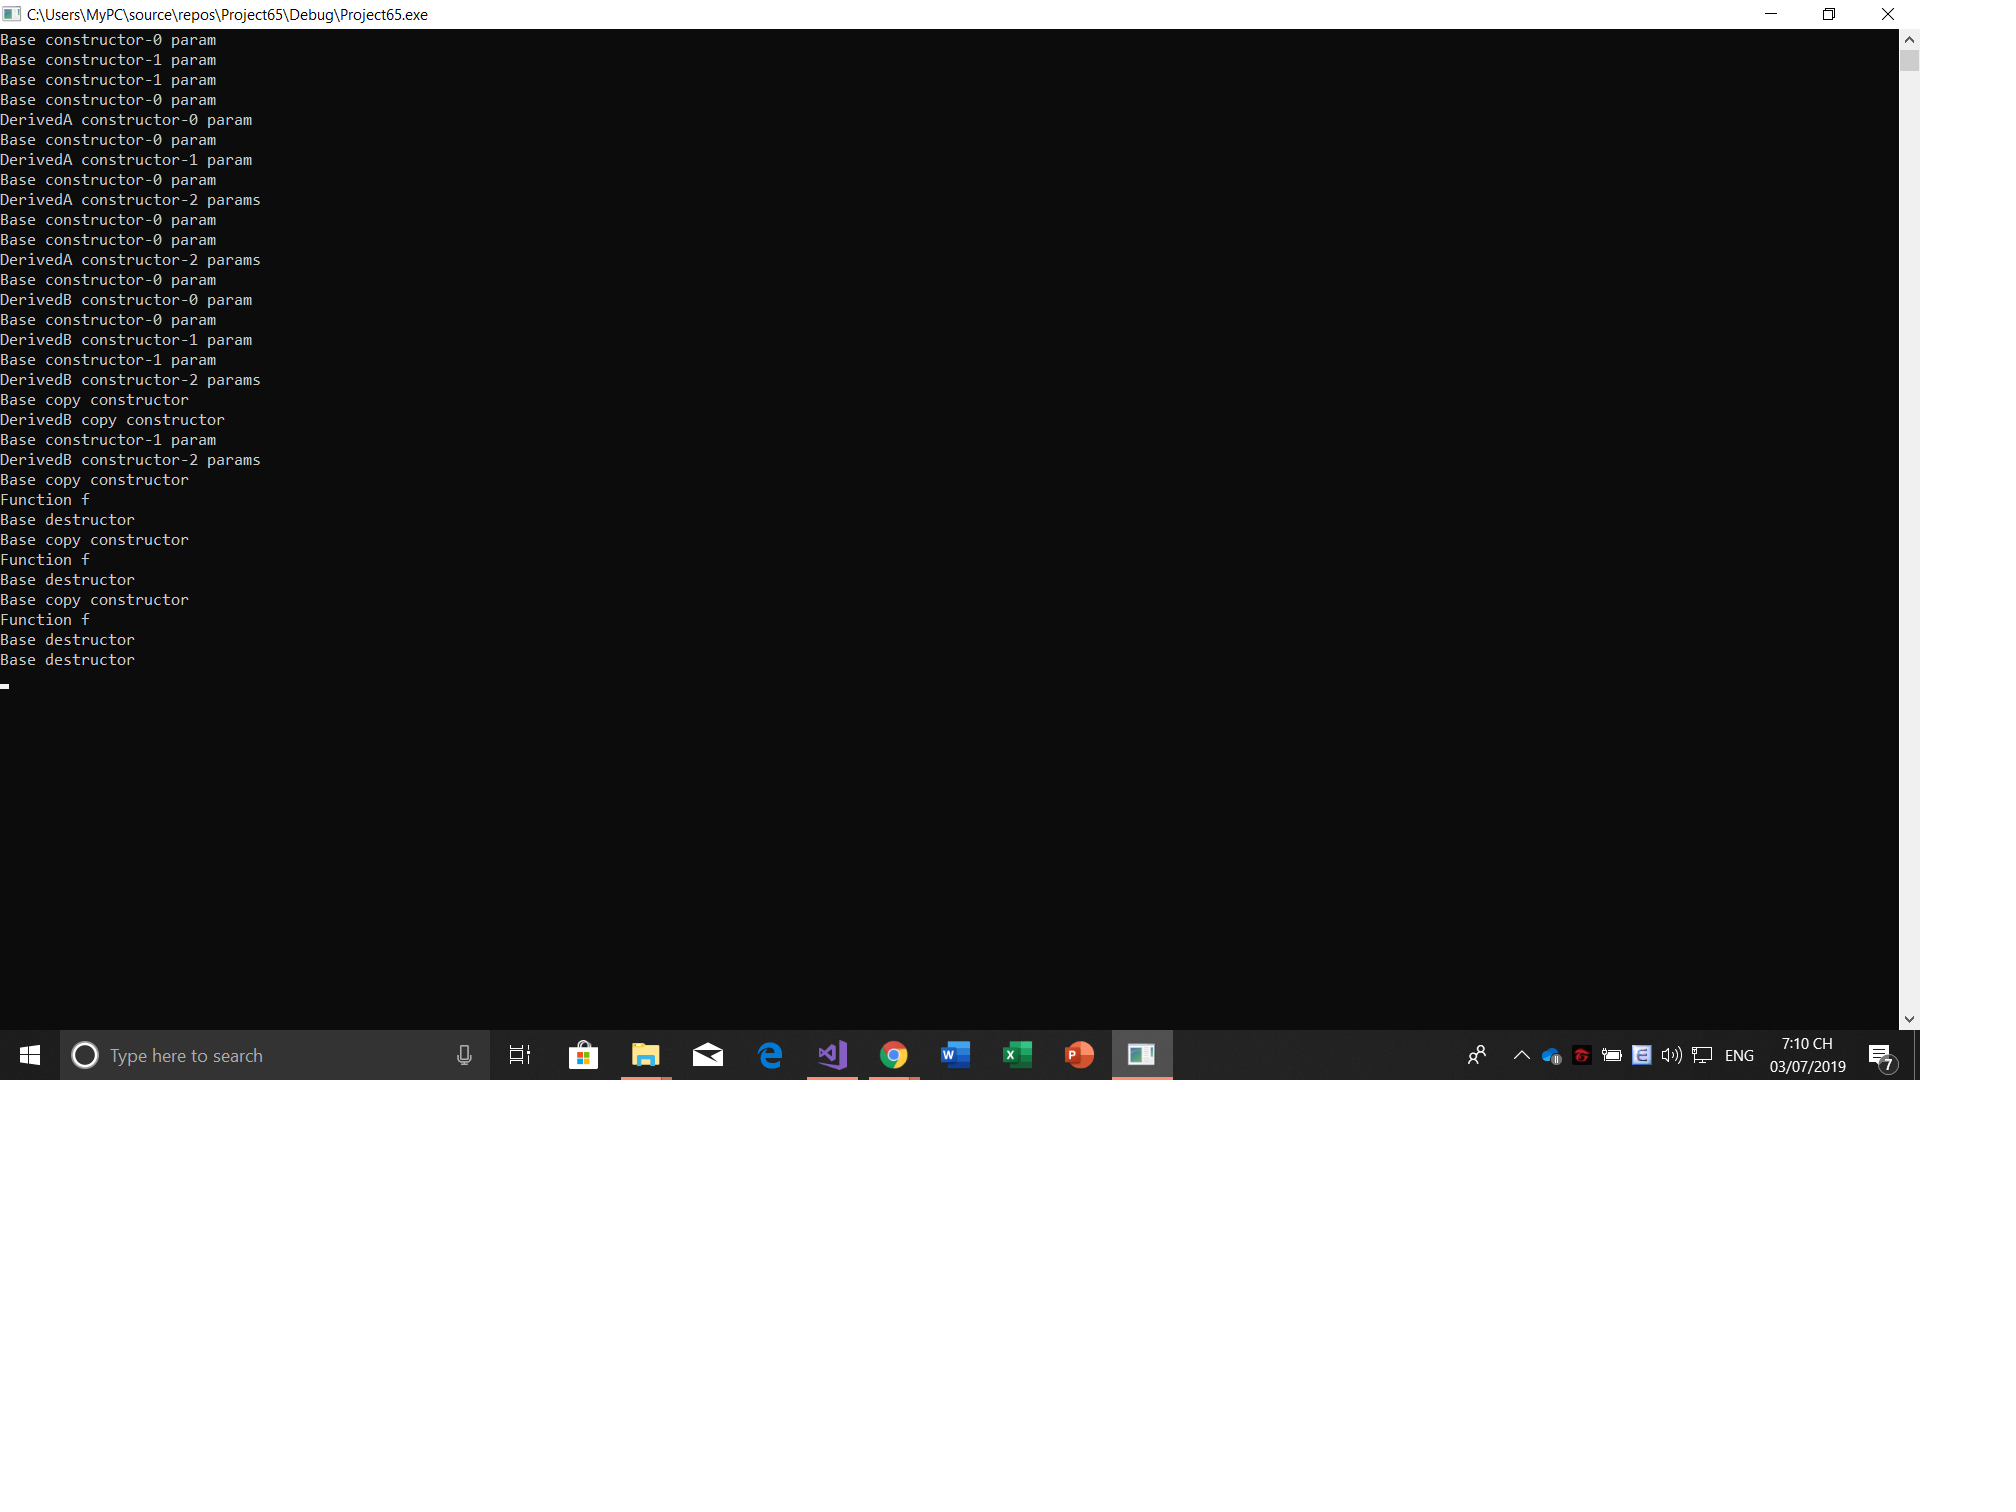 C:\Users\MyPC\source\repos\Project65\Debug\Project65.exe
Base constructor-0 param
Base constructor-1 param
Base constructor-1 param
Base constructor-0 param
DerivedA constructor-0 param
Base constructor-0 param
DerivedA constructor-1 param
Base constructor-0 param
DerivedA constructor-2 params
Base constructor-0 param
Base constructor-0 param
DerivedA constructor-2 params
Base constructor-0 param
DerivedB constructor-0 param
Base constructor-0 param
DerivedB constructor-1 param
Base constructor-1 param
DerivedB constructor-2 params
Base copy constructor
DerivedB copy constructor
Base constructor-1 param
DerivedB constructor-2 params
Base copy constructor
Function f
Base destructor
Base copy constructor
Function f
Base destructor
Base copy constructor
Function f
Base destructor
Base destructor
Type here to search
ENG
7:10 CH
03/07/2019
7